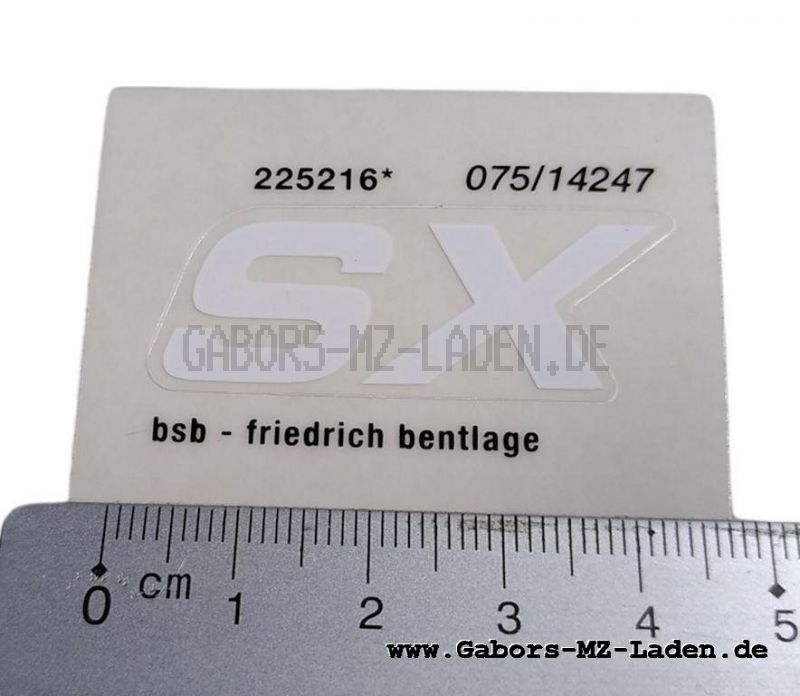 225216* 075/14247
SX
GABORS-MZ-LADEN.DE
bsb - friedrich bentlage
0 cm 1 2 3 4 5
www.Gabors-MZ-Laden.de